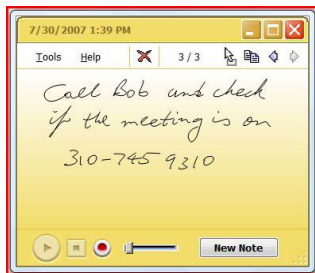 7/30/2007 1:39 PM
Tools Help 3 / 3
Call Bob and check
if the meeting is on
310-745 9310
New Note